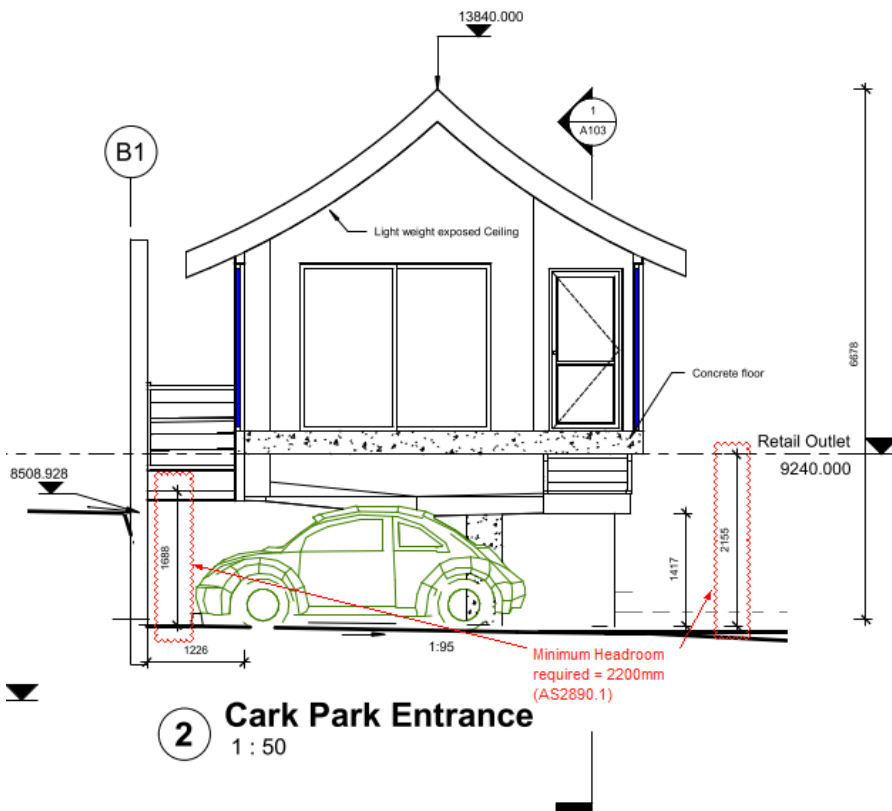 13840.000
1
A103
B1
Light weight exposed Ceiling
6678
Concrete floor
Retail Outlet
9240.000
8508.928
1688
2155
1417
1:95
1226
Minimum Headroom
required = 2200mm
(AS2890.1)
2
Cark Park Entrance
1 : 50